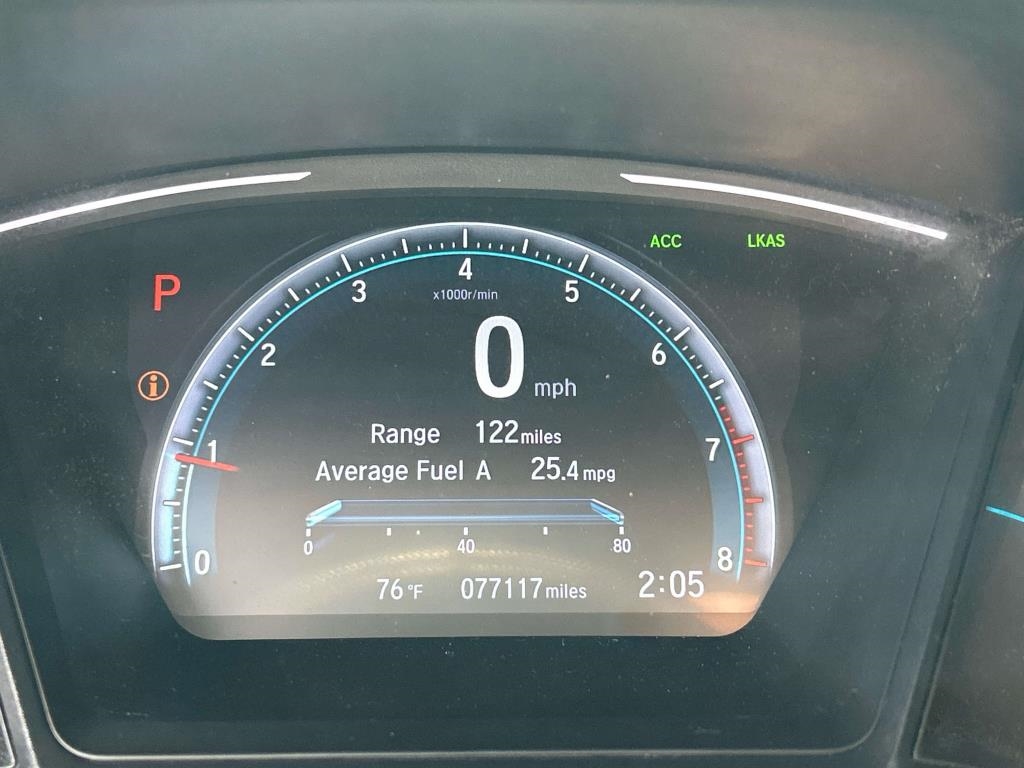 ACC LKAS
P
4
x1000r/min
3 5
2 6
0 mph
1 7
Range 122 miles
Average Fuel A 25.4 mpg
0 40 80
0 8
76 °F 077117 miles 2:05